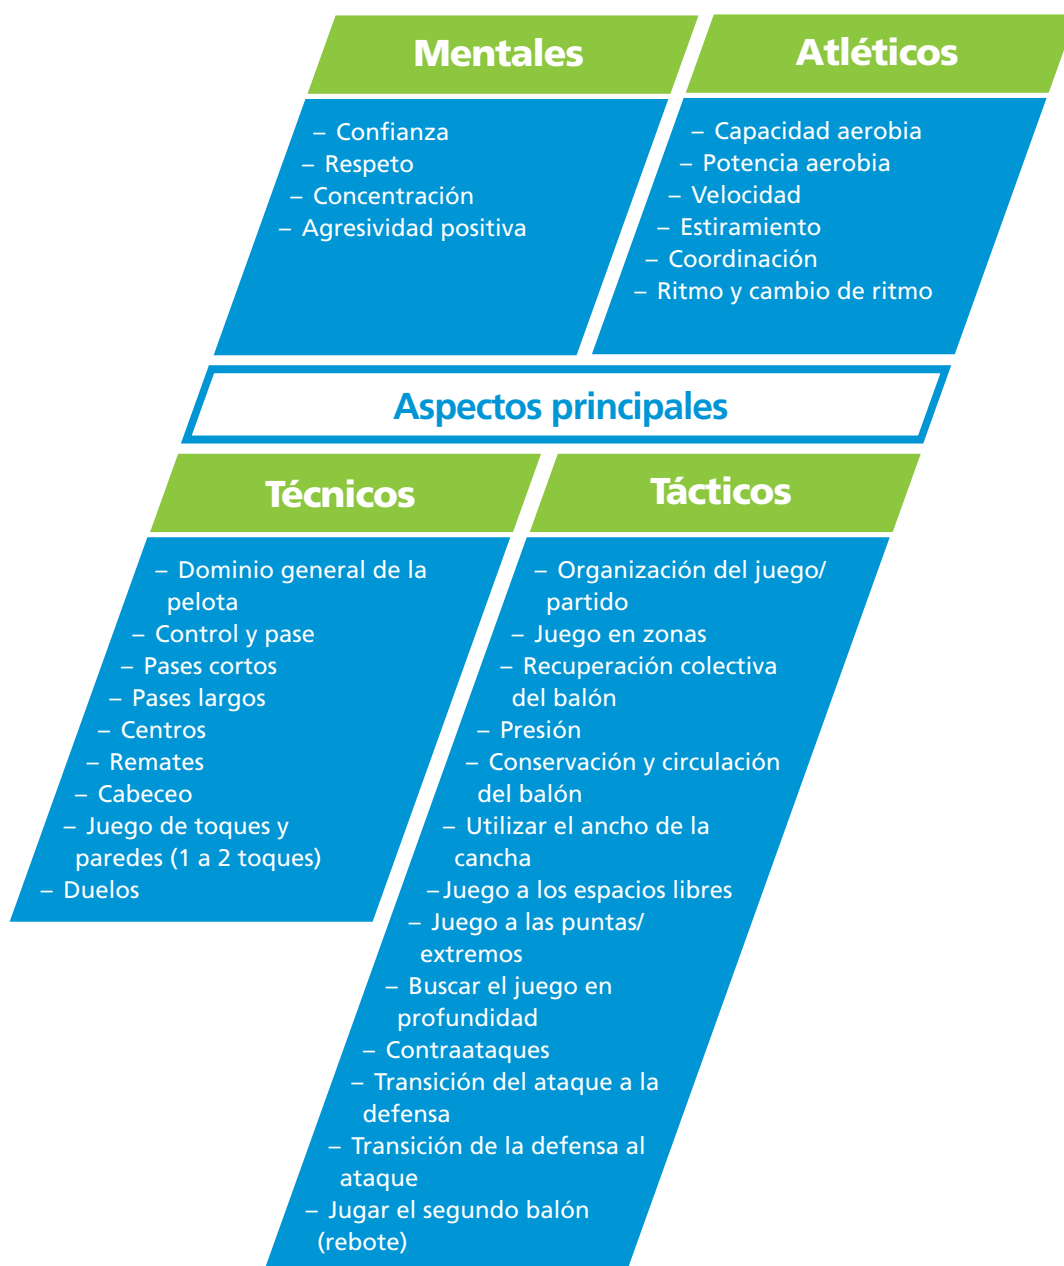 Mentales
– Confianza
– Respeto
– Concentración
– Agresividad positiva
Atléticos
– Capacidad aerobia
– Potencia aerobia
– Velocidad
– Estiramiento
– Coordinación
– Ritmo y cambio de ritmo
Aspectos principales
Técnicos
– Dominio general de la
pelota
– Control y pase
– Pases cortos
– Pases largos
– Centros
– Remates
– Cabeceo
– Juego de toques y
paredes (1 a 2 toques)
– Duelos
Tácticos
– Organización del juego/
partido
– Juego en zonas
– Recuperación colectiva
del balón
– Presión
– Conservación y circulación
del balón
– Utilizar el ancho de la
cancha
– Juego a los espacios libres
– Juego a las puntas/
extremos
– Buscar el juego en
profundidad
– Contraataques
– Transición del ataque a la
defensa
– Transición de la defensa al
ataque
– Jugar el segundo balón
(rebote)